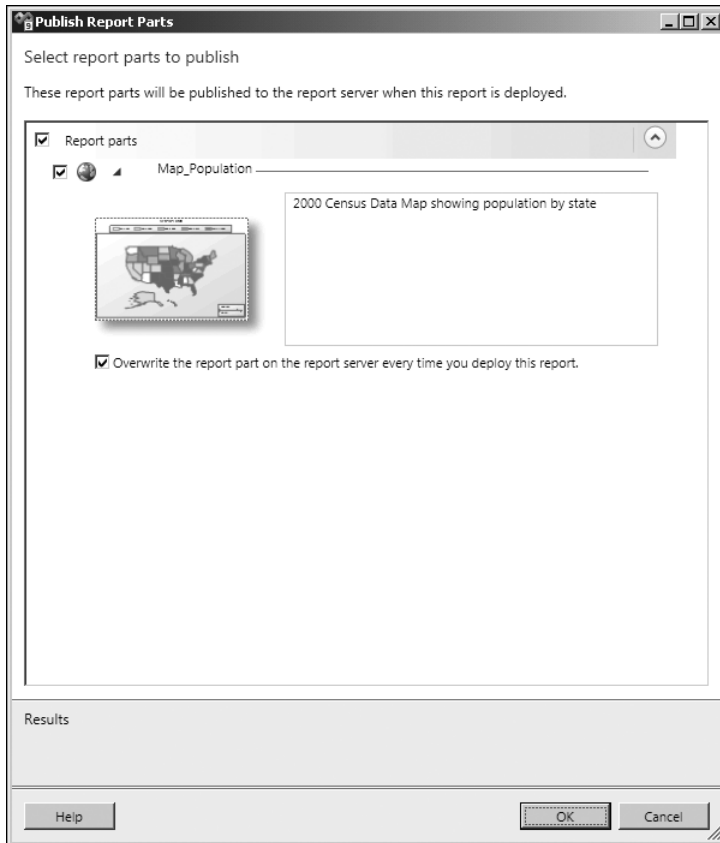 Publish Report Parts
Select report parts to publish
These report parts will be published to the report server when this report is deployed.
Report parts
Map_Population
2000 Census Data Map showing population by state
Overwrite the report part on the report server every time you deploy this report.
Results
Help
OK
Cancel